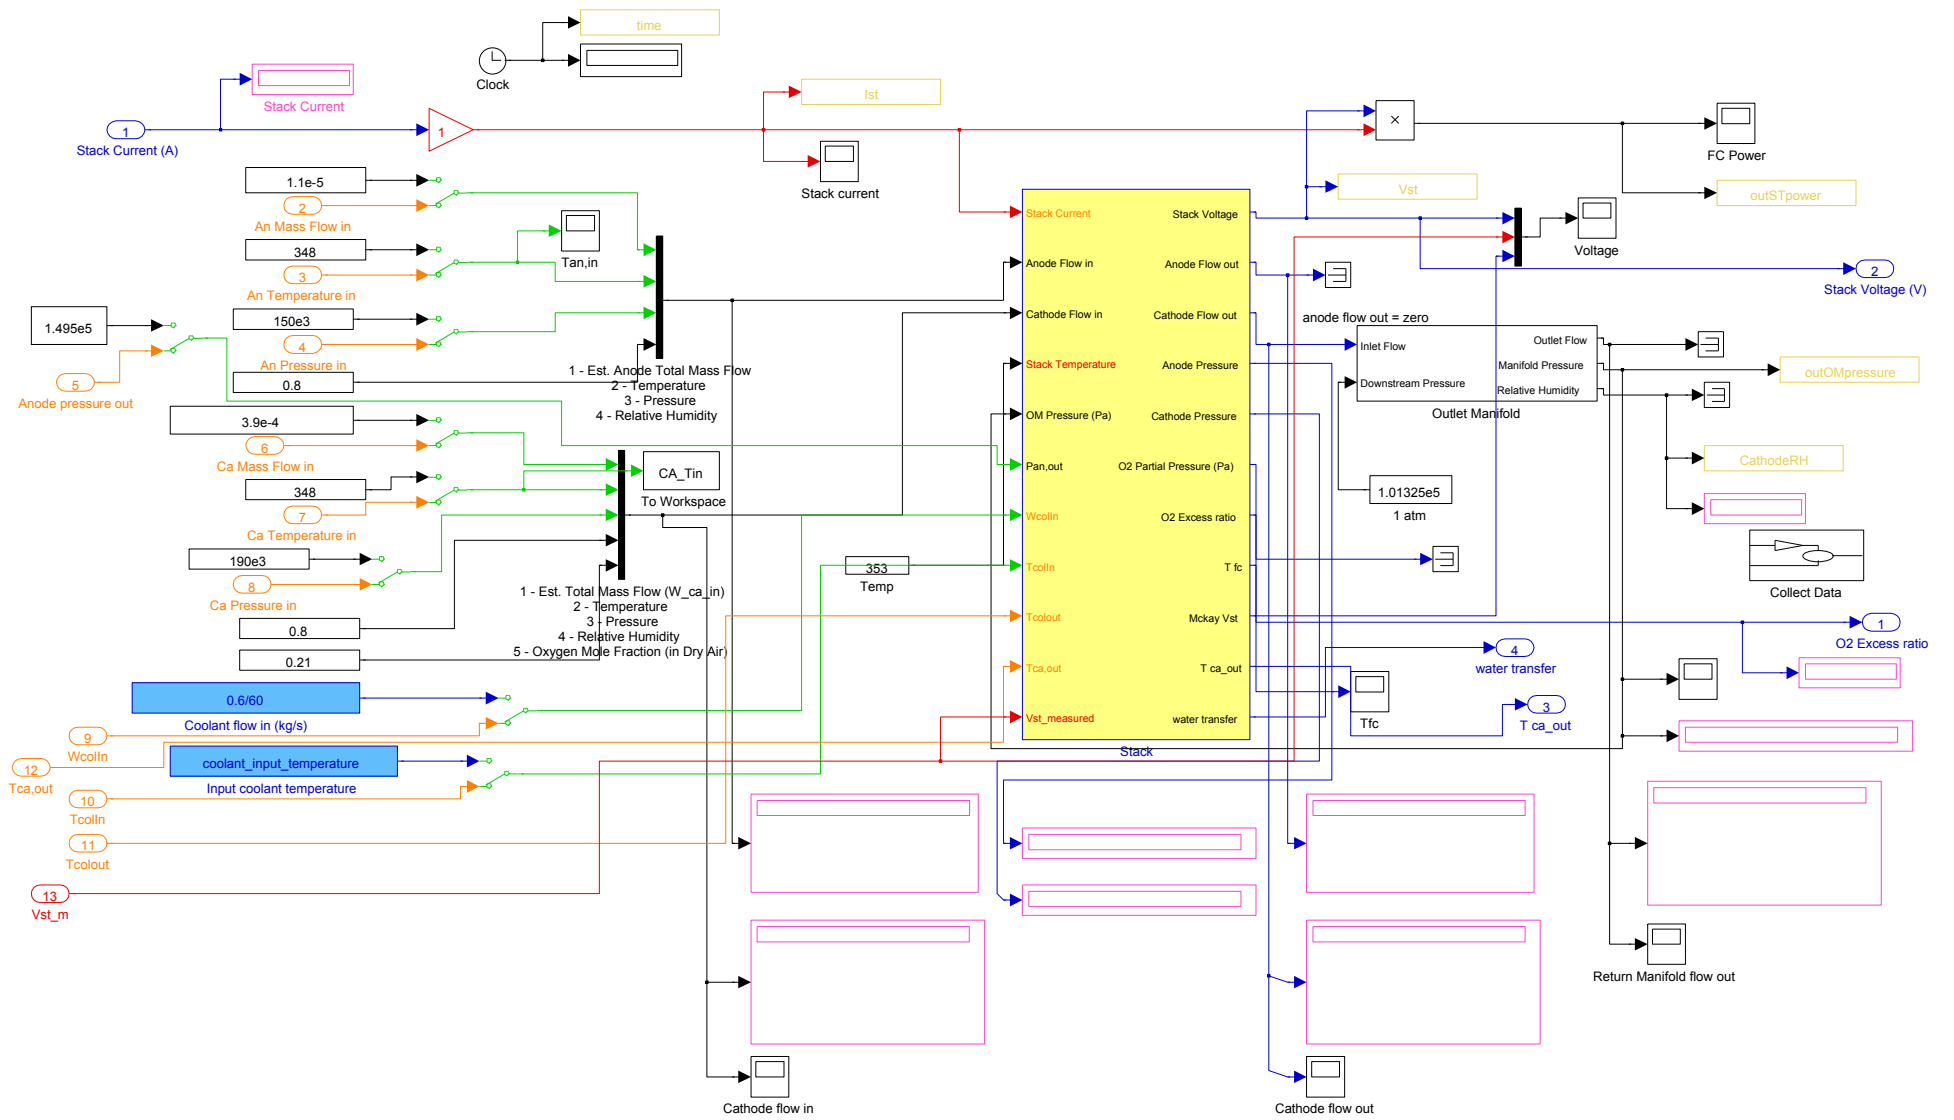 time
Clock
Stack Current
Ist
1
Stack Current (A)
1
×
FC Power
Stack current
1.1e-5
2
An Mass Flow in
Vst
outSTpower
348
3
An Temperature in
Tan,in
Voltage
2
Stack Voltage (V)
1.495e5
5
Anode pressure out
150e3
4
An Pressure in
0.8
1 - Est. Anode Total Mass Flow
2 - Temperature
3 - Pressure
4 - Relative Humidity
3.9e-4
6
Ca Mass Flow in
348
7
Ca Temperature in
190e3
8
Ca Pressure in
0.8
0.21
CA_Tin
To Workspace
1 - Est. Total Mass Flow (W_ca_in)
2 - Temperature
3 - Pressure
4 - Relative Humidity
5 - Oxygen Mole Fraction (in Dry Air)
353
Temp
Stack Current
Anode Flow in
Cathode Flow in
Stack Temperature
OM Pressure (Pa)
Pan,out
WcolIn
TcolIn
Tcolout
Tca,out
Vst_measured
Stack Voltage
Anode Flow out
Cathode Flow out
Anode Pressure
Cathode Pressure
O2 Partial Pressure (Pa)
O2 Excess ratio
T fc
Mckay Vst
T ca_out
water transfer
Stack
anode flow out = zero
Inlet Flow
Downstream Pressure
Outlet Flow
Manifold Pressure
Relative Humidity
Outlet Manifold
outOMpressure
CathodeRH
1.01325e5
1 atm
Collect Data
1
O2 Excess ratio
4
water transfer
3
T ca_out
Tfc
0.6/60
Coolant flow in (kg/s)
9
WcolIn
12
Tca,out
coolant_input_temperature
Input coolant temperature
10
TcolIn
11
Tcolout
13
Vst_m
Return Manifold flow out
Cathode flow in
Cathode flow out